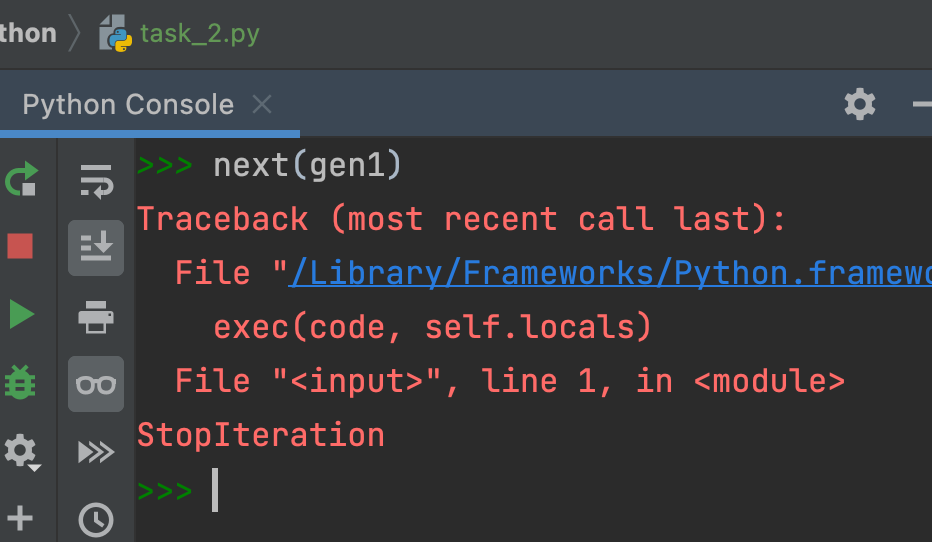 thon task_2.py
Python Console
>>> next(gen1)
Traceback (most recent call last):
File "/Library/Frameworks/Python.framewo
exec(code, self.locals)
File "<input>", line 1, in <module>
StopIteration
>>>